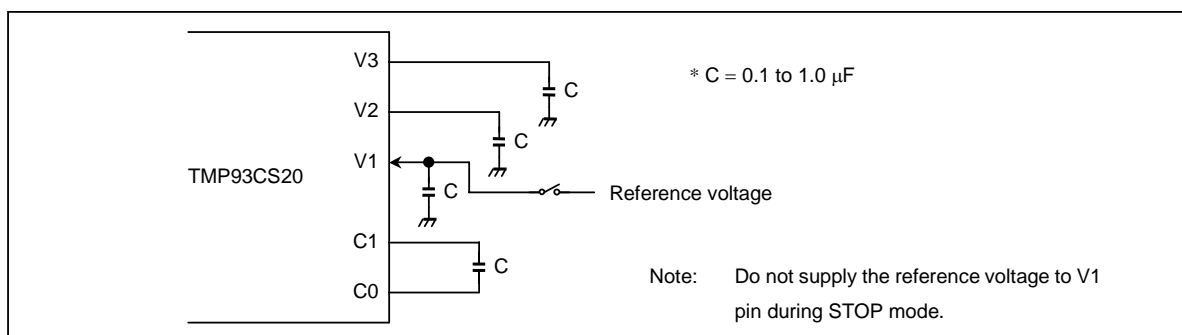 V3
* C = 0.1 to 1.0 μF
C
V2
C
V1
TMP93CS20
C
Reference voltage
C1
C
C0
Note: Do not supply the reference voltage to V1
pin during STOP mode.